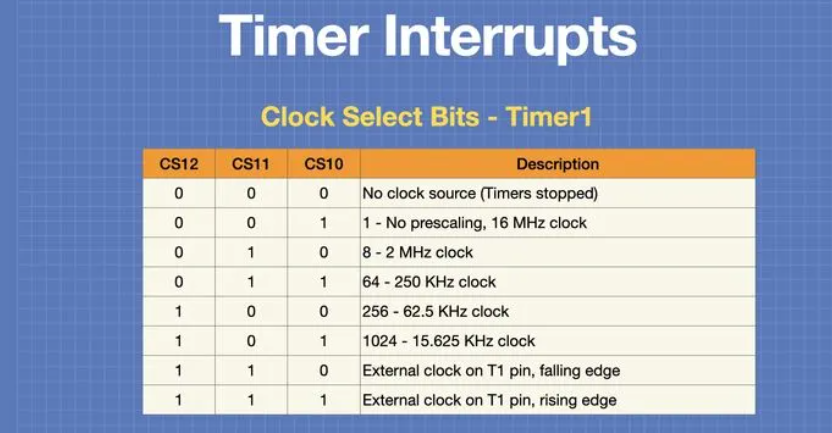 Timer Interrupts
Clock Select Bits - Timer1
CS12 CS11 CS10 Description
0 0 0 No clock source (Timers stopped)
0 0 1 1 - No prescaling, 16 MHz clock
0 1 0 8 - 2 MHz clock
0 1 1 64 - 250 KHz clock
1 0 0 256 - 62.5 KHz clock
1 0 1 1024 - 15.625 KHz clock
1 1 0 External clock on T1 pin, falling edge
1 1 1 External clock on T1 pin, rising edge